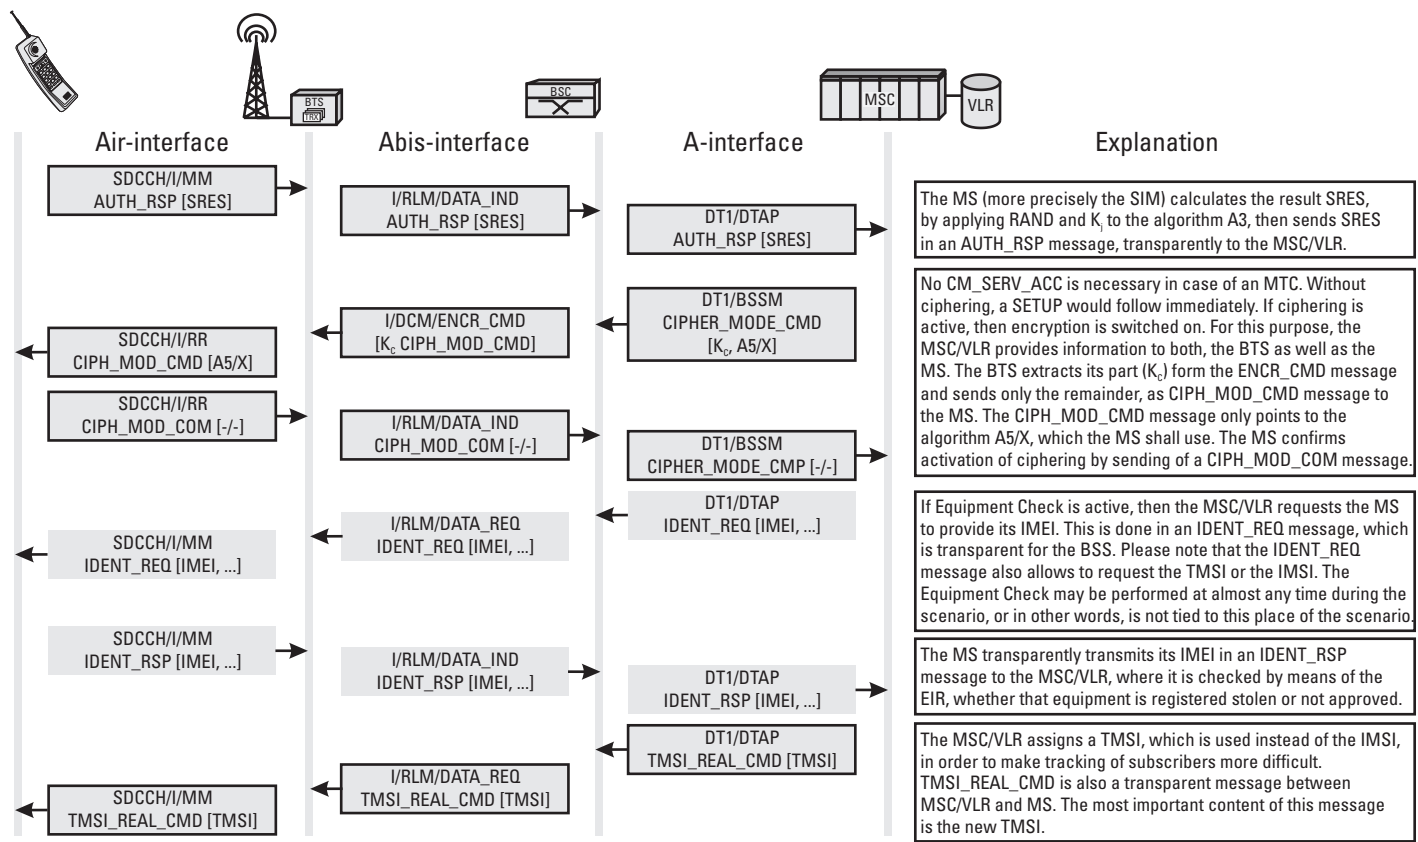 BTS
TRX
BSC
MSC
VLR
Air-interface
Abis-interface
A-interface
Explanation
SDCCH/I/MM
AUTH_RSP [SRES]
I/RLM/DATA_IND
AUTH_RSP [SRES]
DT1/DTAP
AUTH_RSP [SRES]
The MS (more precisely the SIM) calculates the result SRES,
by applying RAND and Ki to the algorithm A3, then sends SRES
in an AUTH_RSP message, transparently to the MSC/VLR.
DT1/BSSM
CIPHER_MODE_CMD
[Kc, A5/X]
I/DCM/ENCR_CMD
[Kc CIPH_MOD_CMD]
SDCCH/I/RR
CIPH_MOD_CMD [A5/X]
SDCCH/I/RR
CIPH_MOD_COM [-/-]
I/RLM/DATA_IND
CIPH_MOD_COM [-/-]
DT1/BSSM
CIPHER_MODE_CMP [-/-]
No CM_SERV_ACC is necessary in case of an MTC. Without
ciphering, a SETUP would follow immediately. If ciphering is
active, then encryption is switched on. For this purpose, the
MSC/VLR provides information to both, the BTS as well as the
MS. The BTS extracts its part (Kc) form the ENCR_CMD message
and sends only the remainder, as CIPH_MOD_CMD message to
the MS. The CIPH_MOD_CMD message only points to the
algorithm A5/X, which the MS shall use. The MS confirms
activation of ciphering by sending of a CIPH_MOD_COM message.
DT1/DTAP
IDENT_REQ [IMEI, ...]
I/RLM/DATA_REQ
IDENT_REQ [IMEI, ...]
SDCCH/I/MM
IDENT_REQ [IMEI, ...]
If Equipment Check is active, then the MSC/VLR requests the MS
to provide its IMEI. This is done in an IDENT_REQ message, which
is transparent for the BSS. Please note that the IDENT_REQ
message also allows to request the TMSI or the IMSI. The
Equipment Check may be performed at almost any time during the
scenario, or in other words, is not tied to this place of the scenario.
SDCCH/I/MM
IDENT_RSP [IMEI, ...]
I/RLM/DATA_IND
IDENT_RSP [IMEI, ...]
DT1/DTAP
IDENT_RSP [IMEI, ...]
The MS transparently transmits its IMEI in an IDENT_RSP
message to the MSC/VLR, where it is checked by means of the
EIR, whether that equipment is registered stolen or not approved.
DT1/DTAP
TMSI_REAL_CMD [TMSI]
I/RLM/DATA_REQ
TMSI_REAL_CMD [TMSI]
SDCCH/I/MM
TMSI_REAL_CMD [TMSI]
The MSC/VLR assigns a TMSI, which is used instead of the IMSI,
in order to make tracking of subscribers more difficult.
TMSI_REAL_CMD is also a transparent message between
MSC/VLR and MS. The most important content of this message
is the new TMSI.